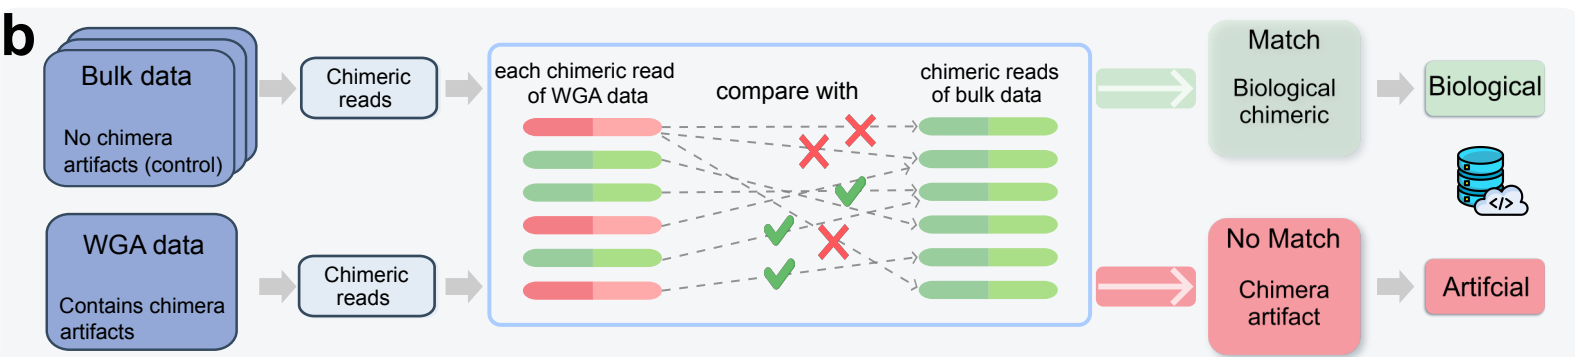 b
Bulk data
No chimera
artifacts (control)
Chimeric
reads
WGA data
Contains chimera
artifacts
Chimeric
reads
each chimeric read
of WGA data
compare with
chimeric reads
of bulk data
Match
Biological
chimeric
Biological
</>
No Match
Chimera
artifact
Artifcial